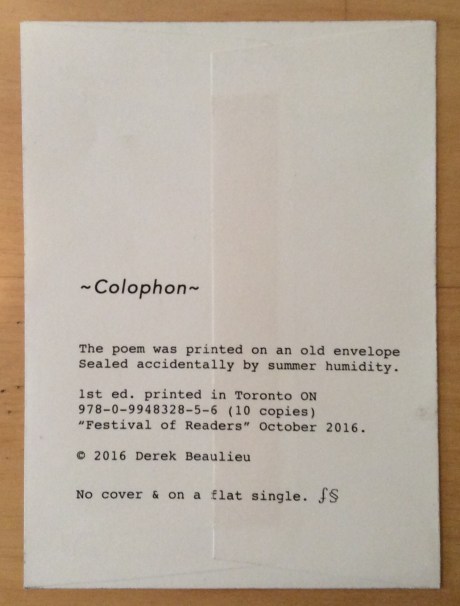 ~Colophon~
The poem was printed on an old envelope
Sealed accidentally by summer humidity.
1st ed. printed in Toronto ON
978-0-9948328-5-6 (10 copies)
“Festival of Readers” October 2016.
© 2016 Derek Beaulieu
No cover & on a flat single. ⨍§